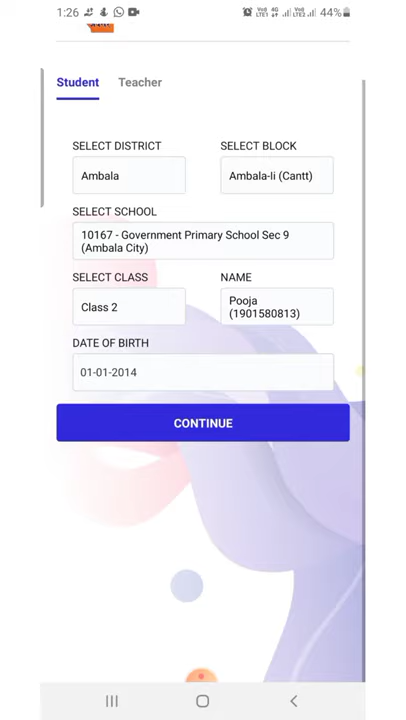 1:26
44%
Student Teacher
SELECT DISTRICT SELECT BLOCK
Ambala Ambala-Ii (Cantt)
SELECT SCHOOL
10167 - Government Primary School Sec 9
(Ambala City)
SELECT CLASS NAME
Class 2 Pooja
(1901580813)
DATE OF BIRTH
01-01-2014
CONTINUE